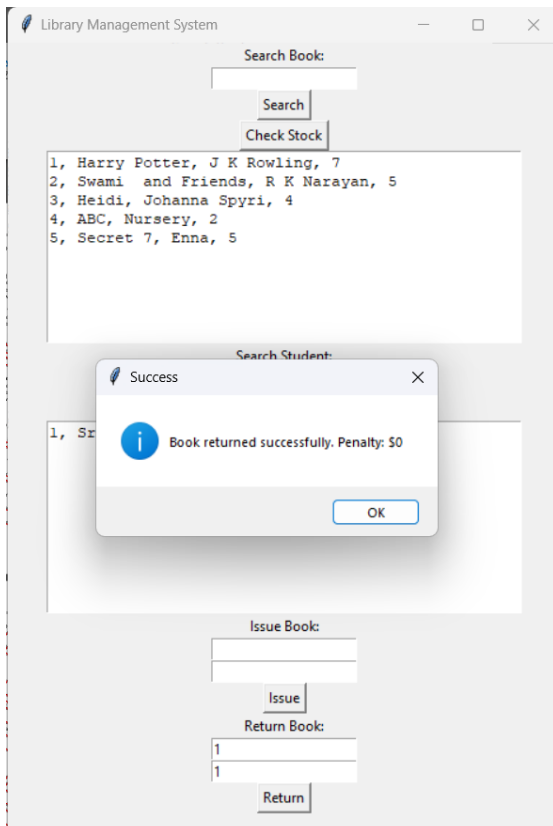 Library Management System
Search Book:
Search
Check Stock
1, Harry Potter, J K Rowling, 7
2, Swami  and Friends, R K Narayan, 5
3, Heidi, Johanna Spyri, 4
4, ABC, Nursery, 2
5, Secret 7, Enna, 5
Search Student:
Success
Book returned successfully. Penalty: $0
OK
1, Sr
Issue Book:
Issue
Return Book:
1
1
Return